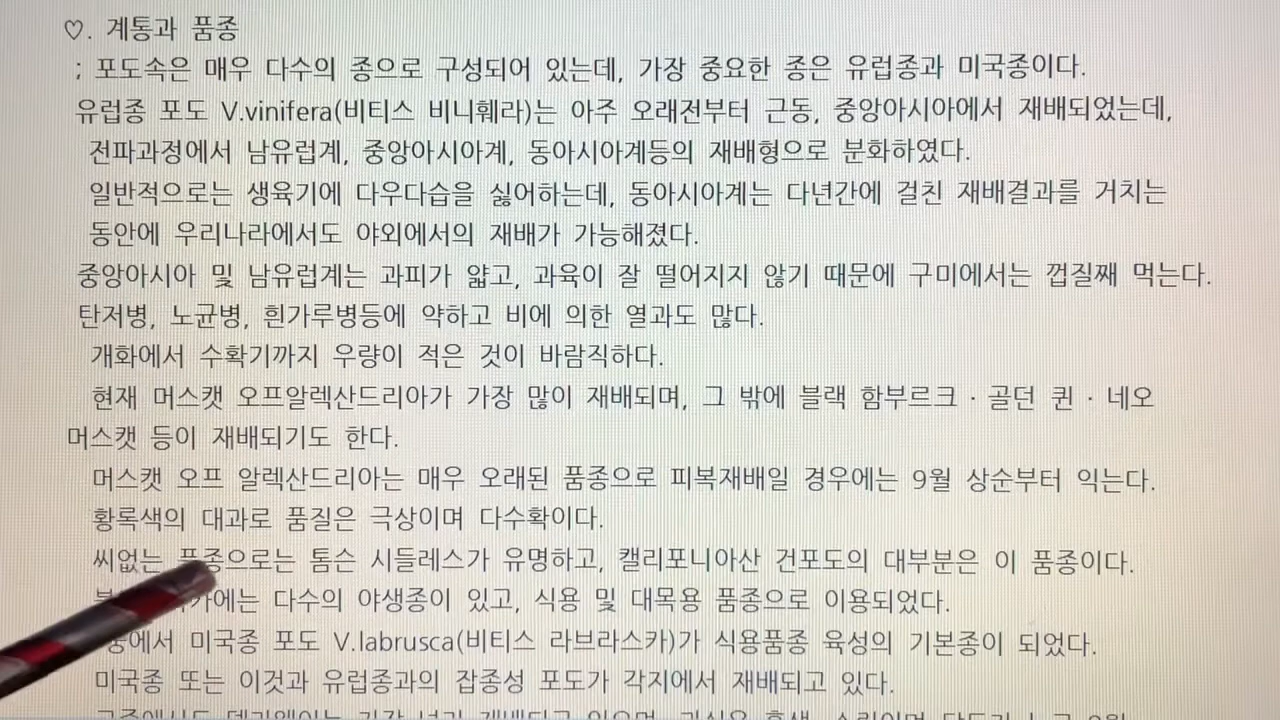 ♡. 계통과 품종
; 포도속은 매우 다수의 종으로 구성되어 있는데, 가장 중요한 종은 유럽종과 미국종이다.
유럽종 포도 V.vinifera(비티스 비니훼라)는 아주 오래전부터 근동, 중앙아시아에서 재배되었는데,
전파과정에서 남유럽계, 중앙아시아계, 동아시아계등의 재배형으로 분화하였다.
일반적으로는 생육기에 다우다습을 싫어하는데, 동아시아계는 다년간에 걸친 재배결과를 거치는
동안에 우리나라에서도 야외에서의 재배가 가능해졌다.
중앙아시아 및 남유럽계는 과피가 얇고, 과육이 잘 떨어지지 않기 때문에 구미에서는 껍질째 먹는다.
탄저병, 노균병, 흰가루병등에 약하고 비에 의한 열과도 많다.
개화에서 수확기까지 우량이 적은 것이 바람직하다.
현재 머스캣 오프알렉산드리아가 가장 많이 재배되며, 그 밖에 블랙 함부르크 · 골던 퀸 · 네오
머스캣 등이 재배되기도 한다.
머스캣 오프 알렉산드리아는 매우 오래된 품종으로 피복재배일 경우에는 9월 상순부터 익는다.
황록색의 대과로 품질은 극상이며 다수확이다.
씨없는 품종으로는 톰슨 시들레스가 유명하고, 캘리포니아산 건포도의 대부분은 이 품종이다.
다수의 야생종이 있고, 식용 및 대목용 품종으로 이용되었다.
미국종 포도 V.labrusca(비티스 라브라스카)가 식용품종 육성의 기본종이 되었다.
미국종 또는 이것과 유럽종과의 잡종성 포도가 각지에서 재배되고 있다.